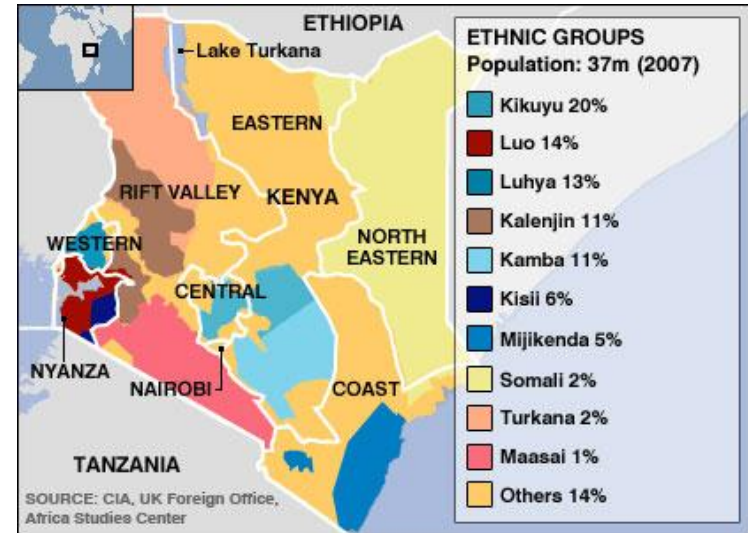 ETHIOPIA
Lake Turkana
EASTERN
RIFT VALLEY
KENYA
WESTERN
NORTH
EASTERN
CENTRAL
NYANZA
NAIROBI
COAST
TANZANIA
SOURCE: CIA, UK Foreign Office,
Africa Studies Center
ETHNIC GROUPS
Population: 37m (2007)
Kikuyu 20%
Luo 14%
Luhya 13%
Kalenjin 11%
Kamba 11%
Kisii 6%
Mijikenda 5%
Somali 2%
Turkana 2%
Maasai 1%
Others 14%